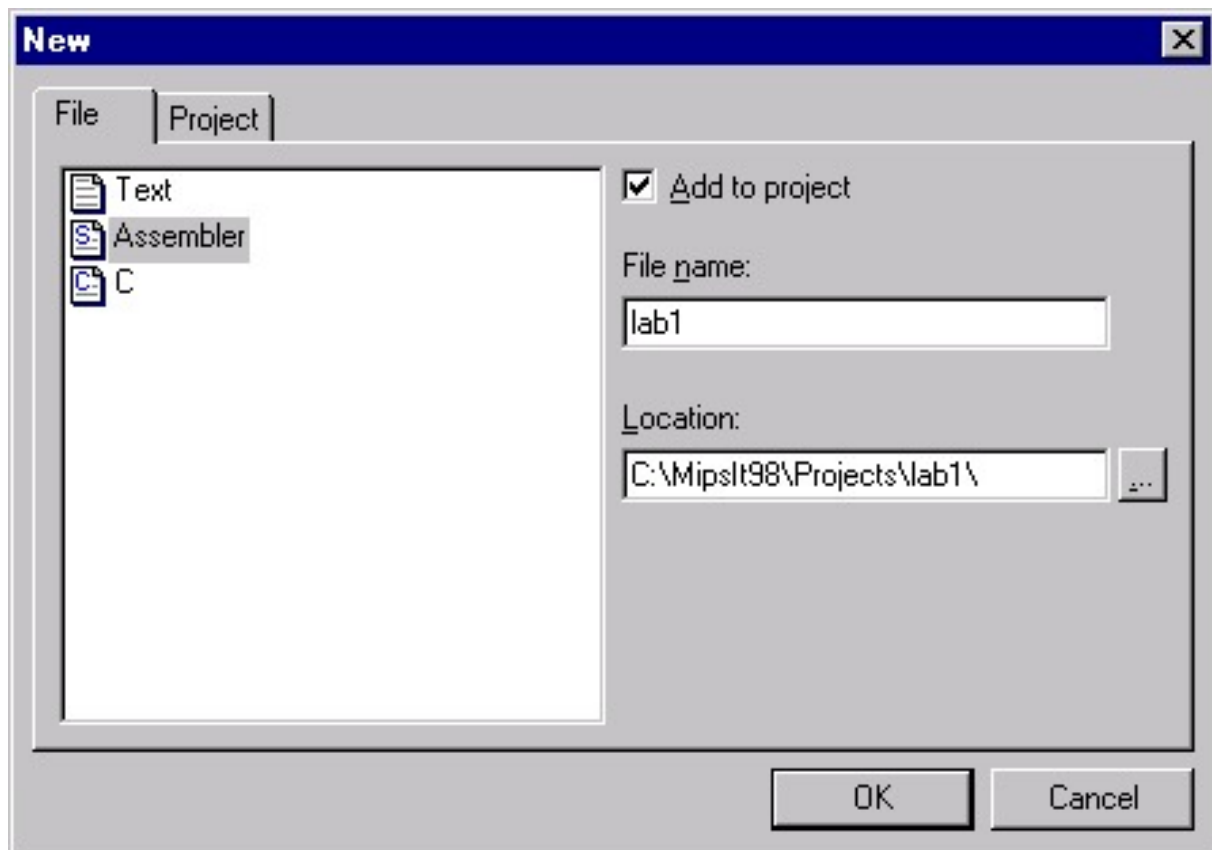 New
File
Project
Text
Assembler
C
Add to project
File name:
lab1
Location:
C:\MipsIt98\Projects\lab1\
...
OK
Cancel